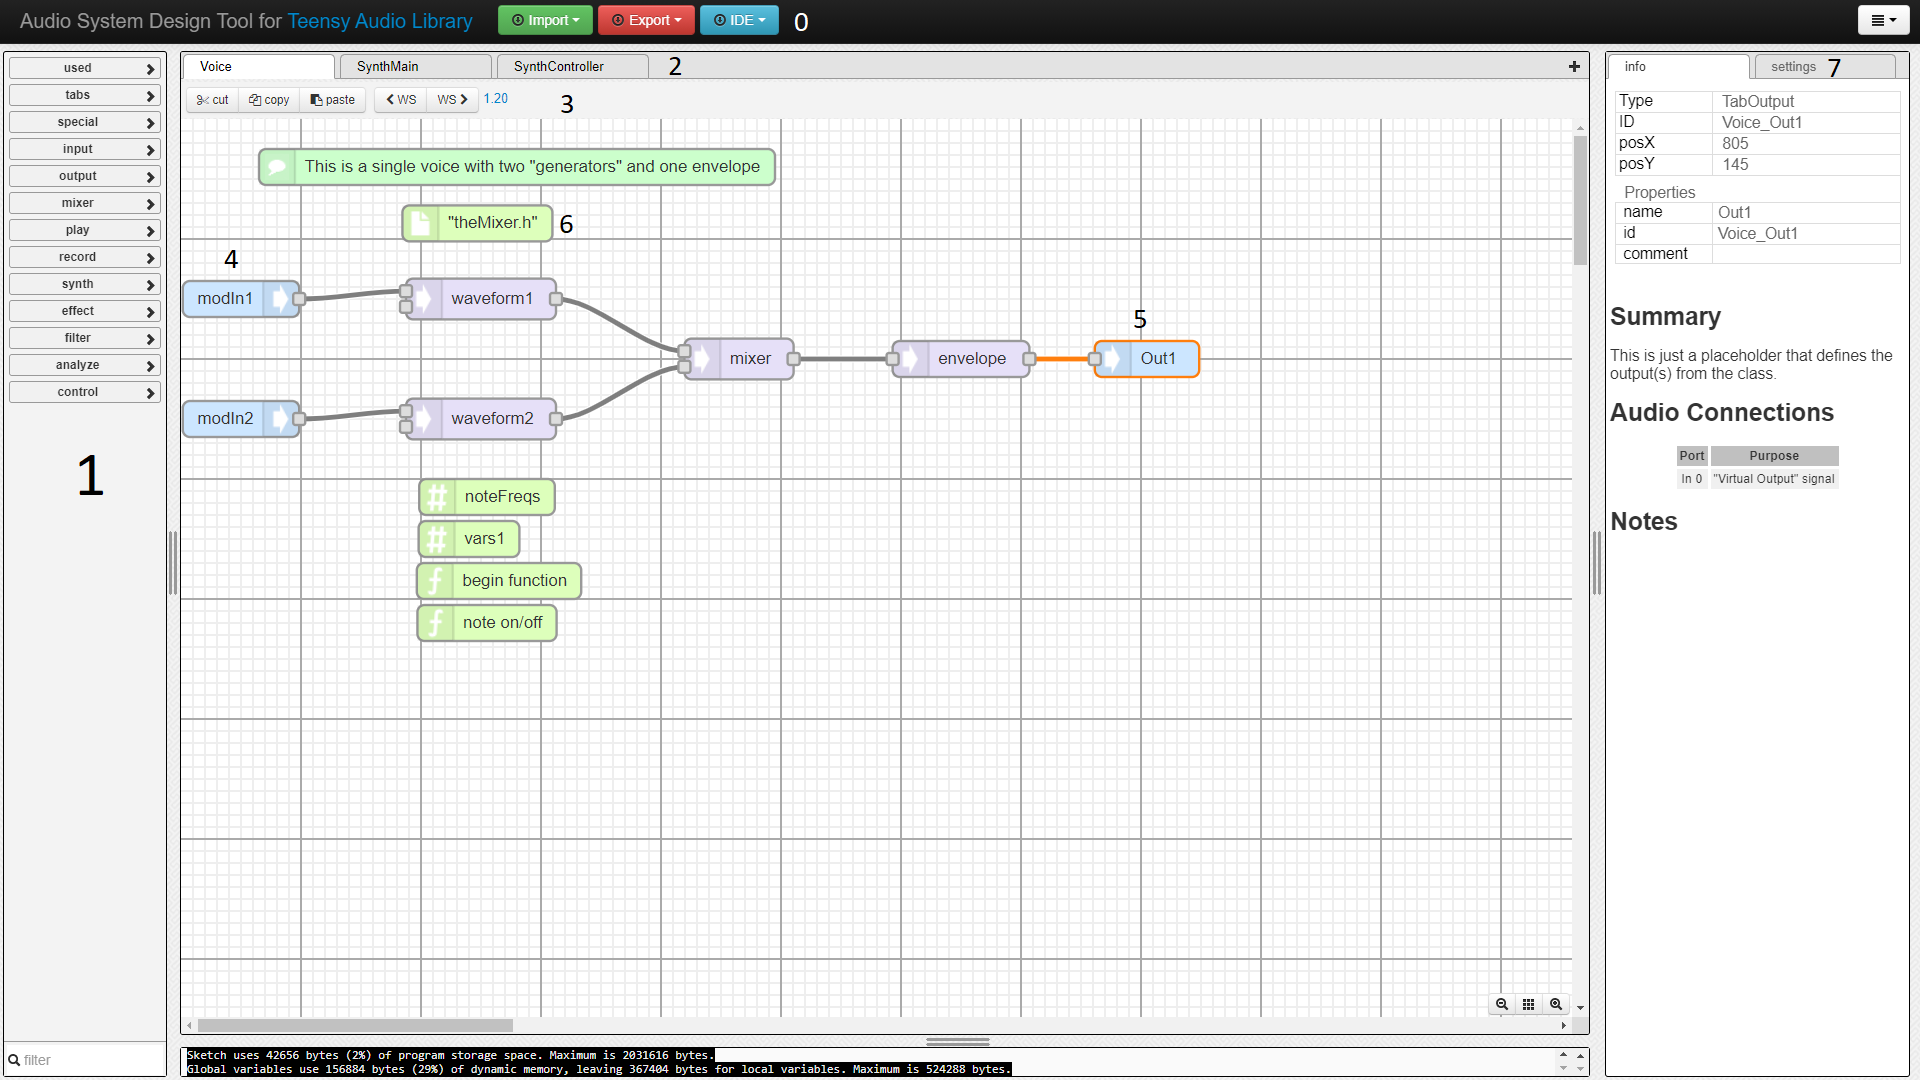 Audio System Design Tool for Teensy Audio Library
Import
Export
IDE
0
used
tabs
special
input
output
mixer
play
record
synth
effect
filter
analyze
control
1
filter
Voice
SynthMain
SynthController
2
+
cut
copy
paste
WS
WS
1.20
3
This is a single voice with two "generators" and one envelope
"theMixer.h"
6
4
modIn1
waveform1
5
mixer
envelope
Out1
modIn2
waveform2
noteFreqs
vars1
begin function
note on/off
Sketch uses 42656 bytes (2%) of program storage space. Maximum is 2031616 bytes.
Global variables use 156884 bytes (29%) of dynamic memory, leaving 367404 bytes for local variables. Maximum is 524288 bytes.
info
settings
7
Type TabOutput
ID Voice_Out1
posX 805
posY 145
Properties
name Out1
id Voice_Out1
comment
Summary
This is just a placeholder that defines the
output(s) from the class.
Audio Connections
Port Purpose
In 0 "Virtual Output" signal
Notes